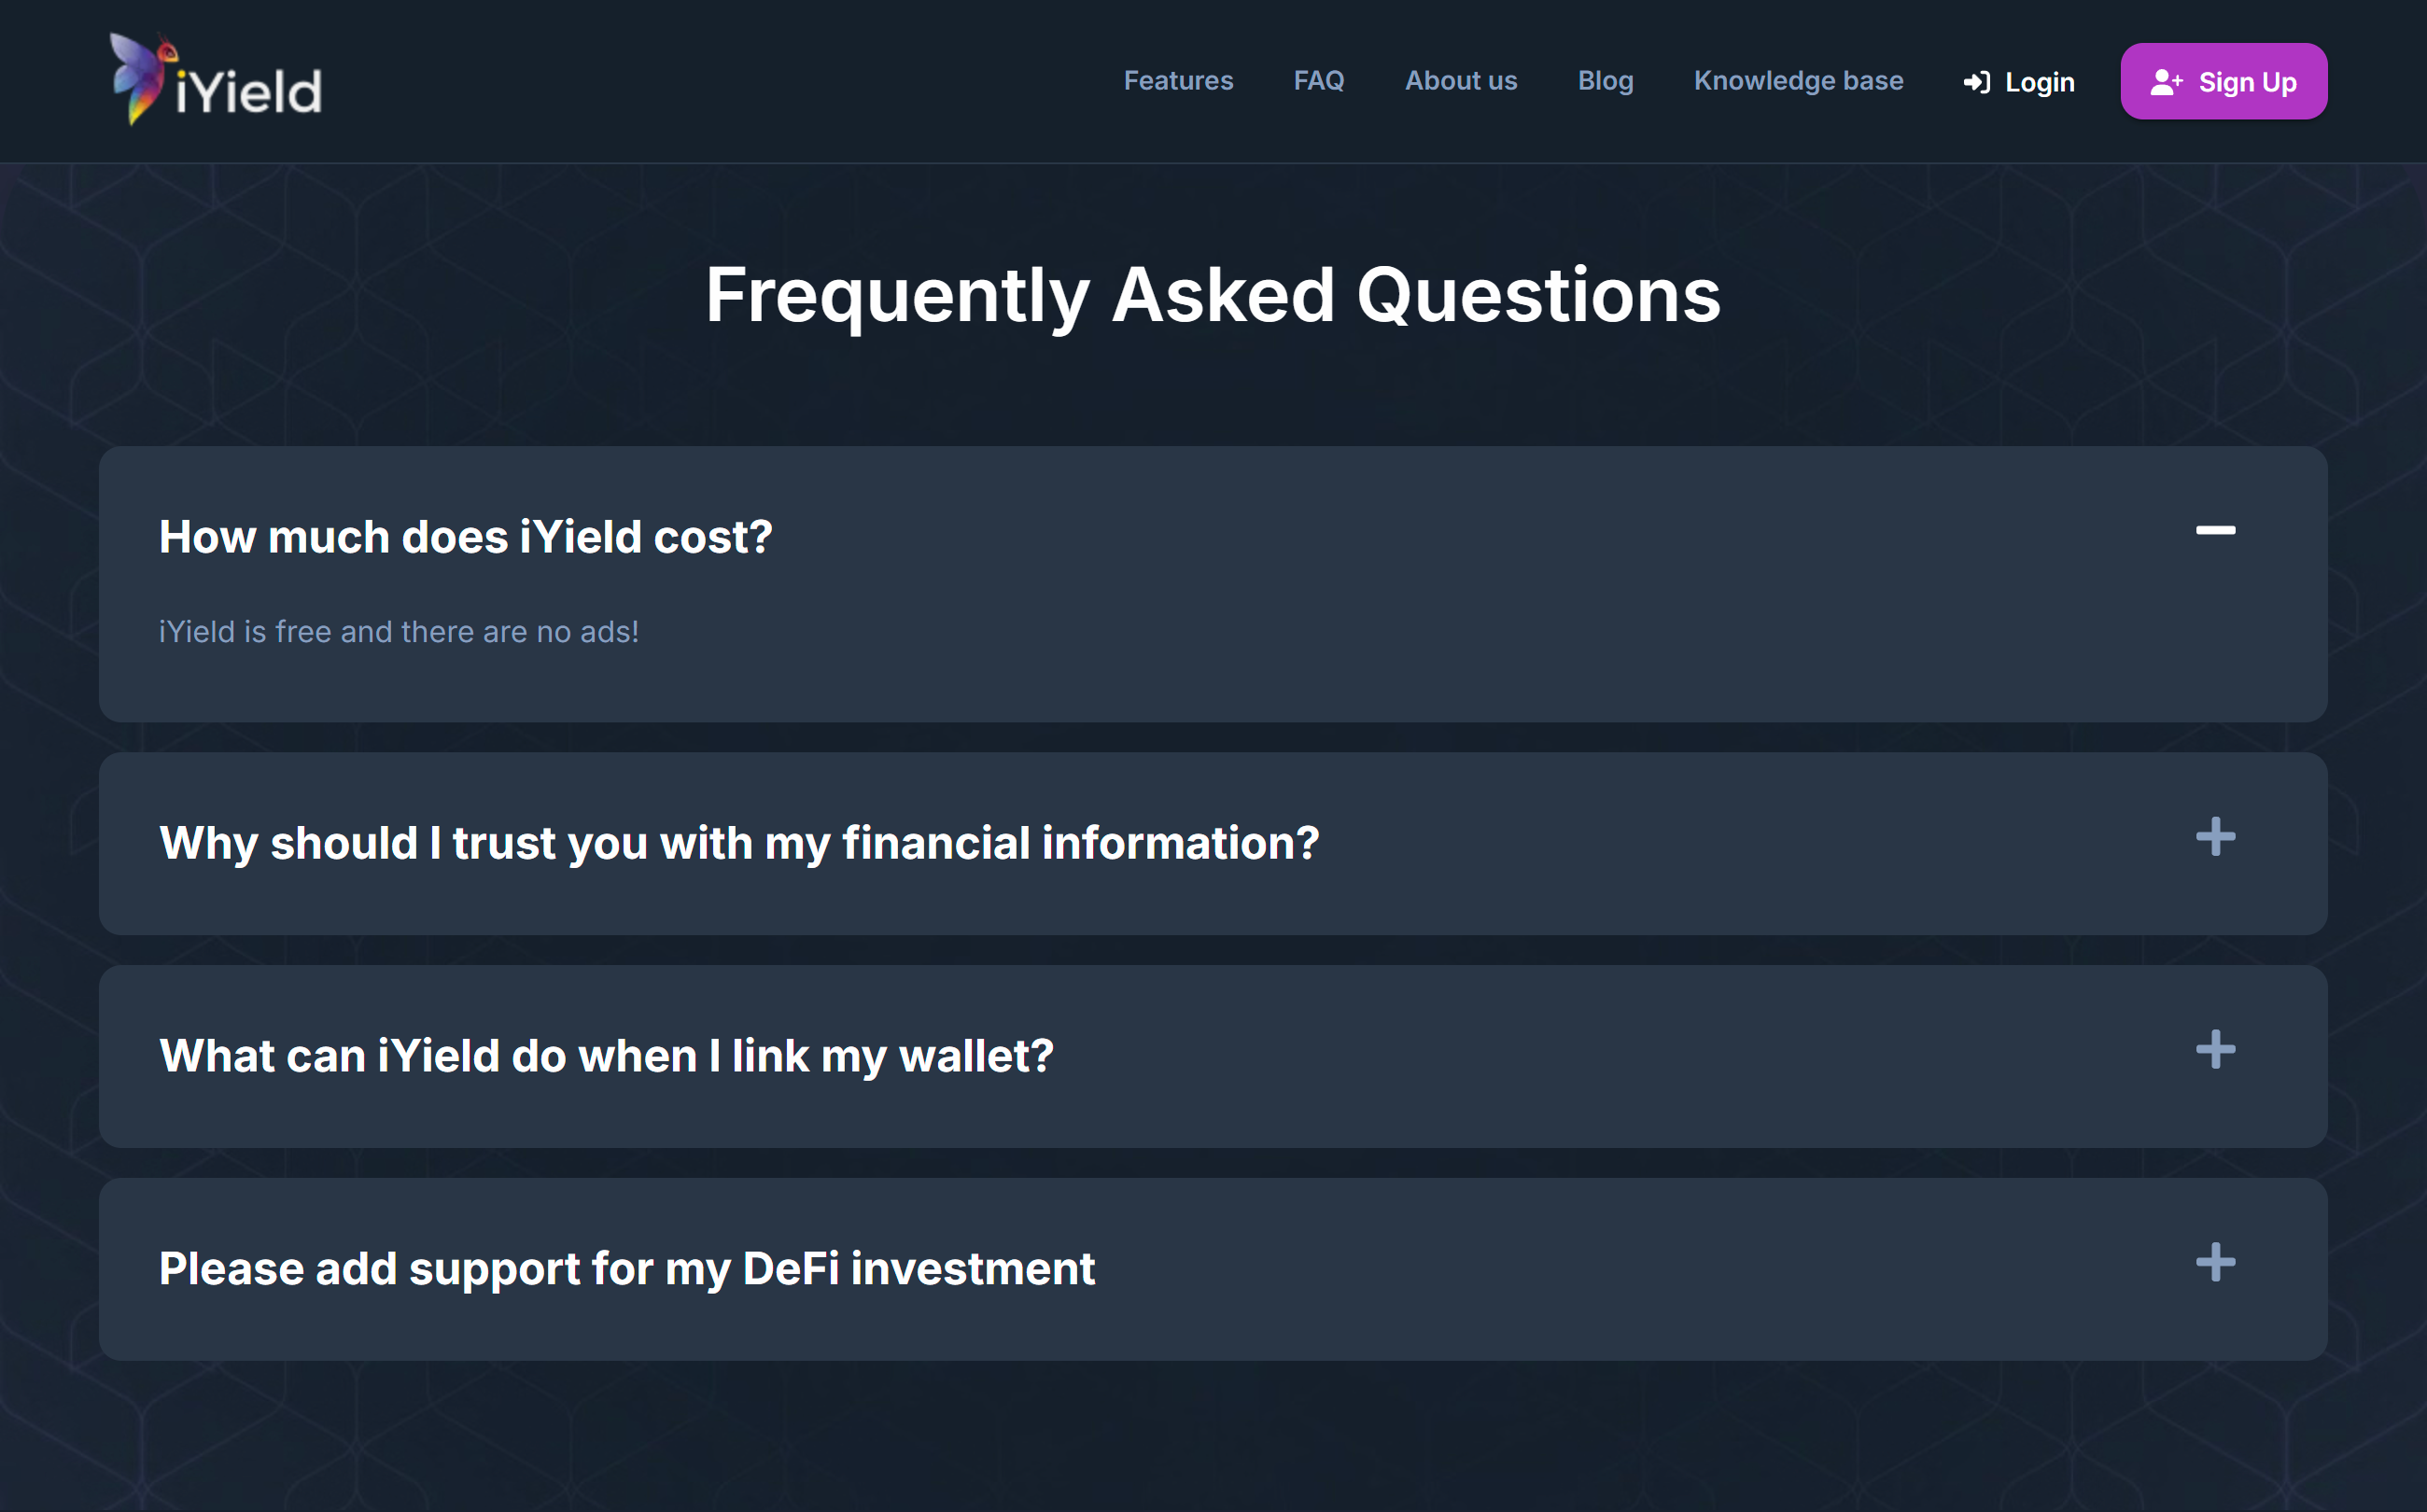 iYield
Features
FAQ
About us
Blog
Knowledge base
Login
Sign Up
Frequently Asked Questions
How much does iYield cost?
iYield is free and there are no ads!
Why should I trust you with my financial information?
What can iYield do when I link my wallet?
Please add support for my DeFi investment